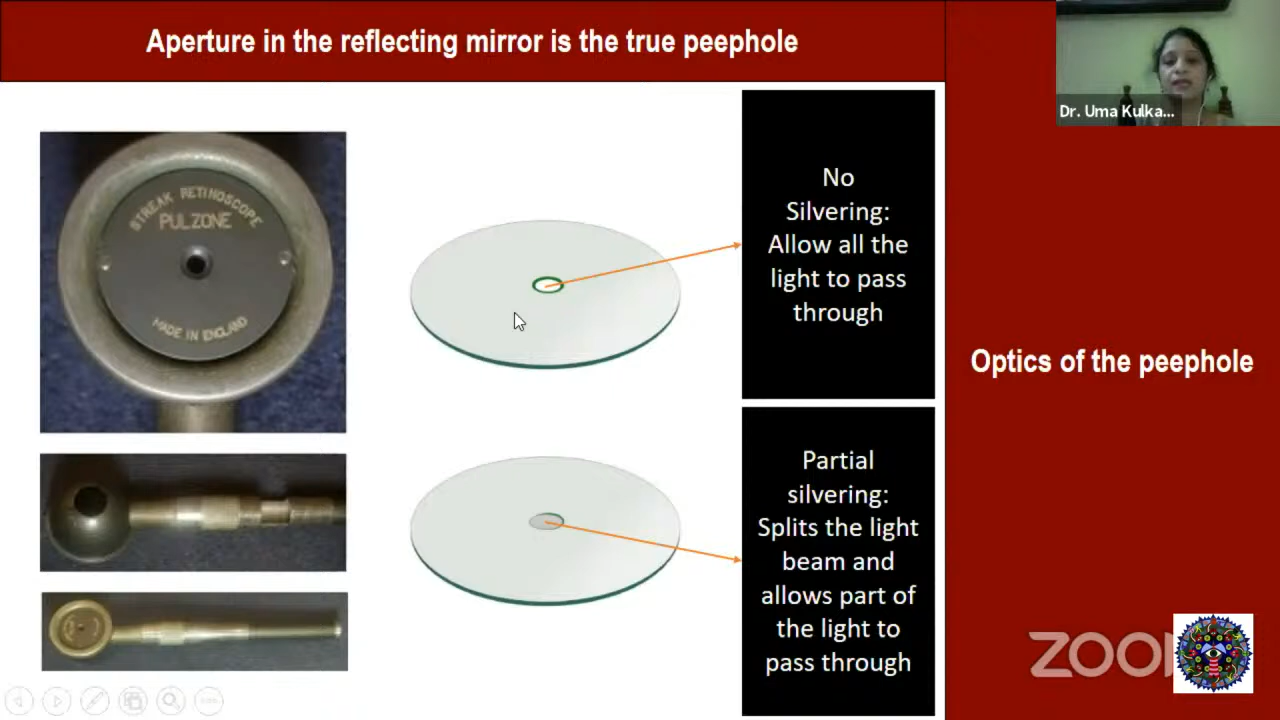 Aperture in the reflecting mirror is the true peephole
STREAK RETINOSCOPE
PULZONE
MADE IN ENGLAND
No
Silvering:
Allow all the
light to pass
through
Partial
silvering:
Splits the light
beam and
allows part of
the light to
pass through
Dr. Uma Kulka...
Optics of the peephole
ZOO